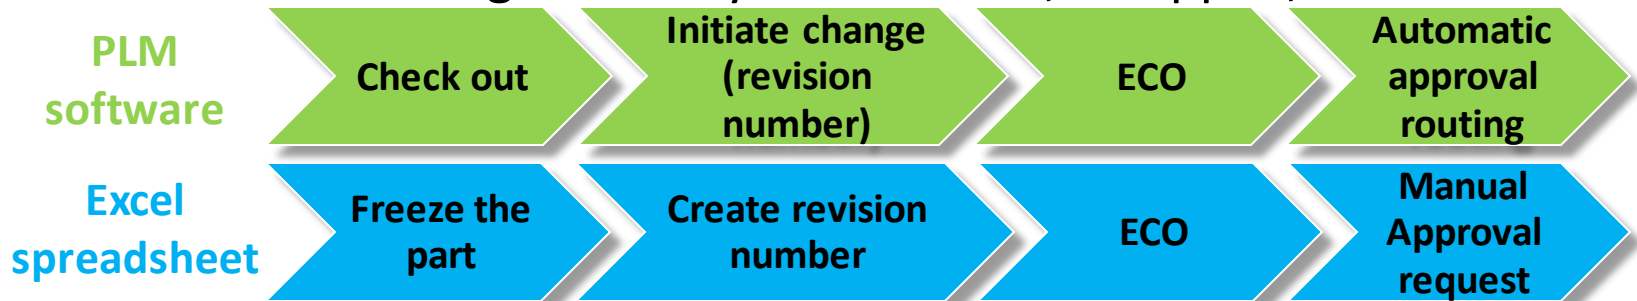 PLM
software
Check out
Initiate change
(revision
number)
ECO
Automatic
approval
routing
Excel
spreadsheet
Freeze the
part
Create revision
number
ECO
Manual
Approval
request